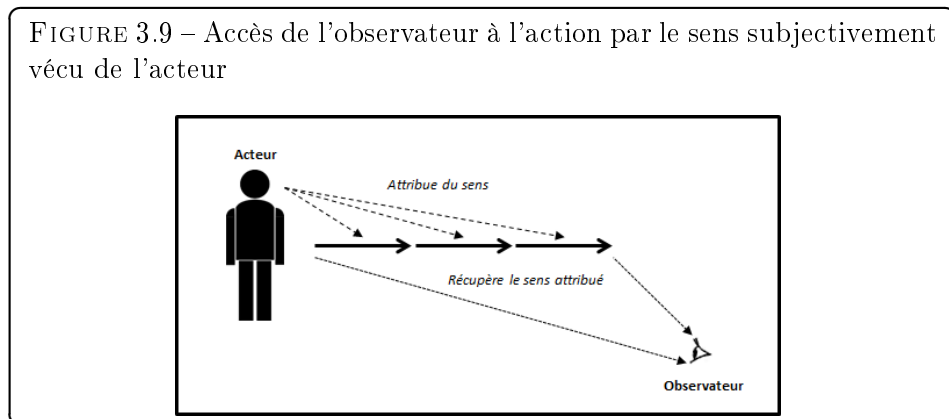 FIGURE 3.9 – Accès de l'observateur à l'action par le sens subjectivement
vécu de l'acteur
Acteur
Attribue du sens
Récupère le sens attribué
Observateur